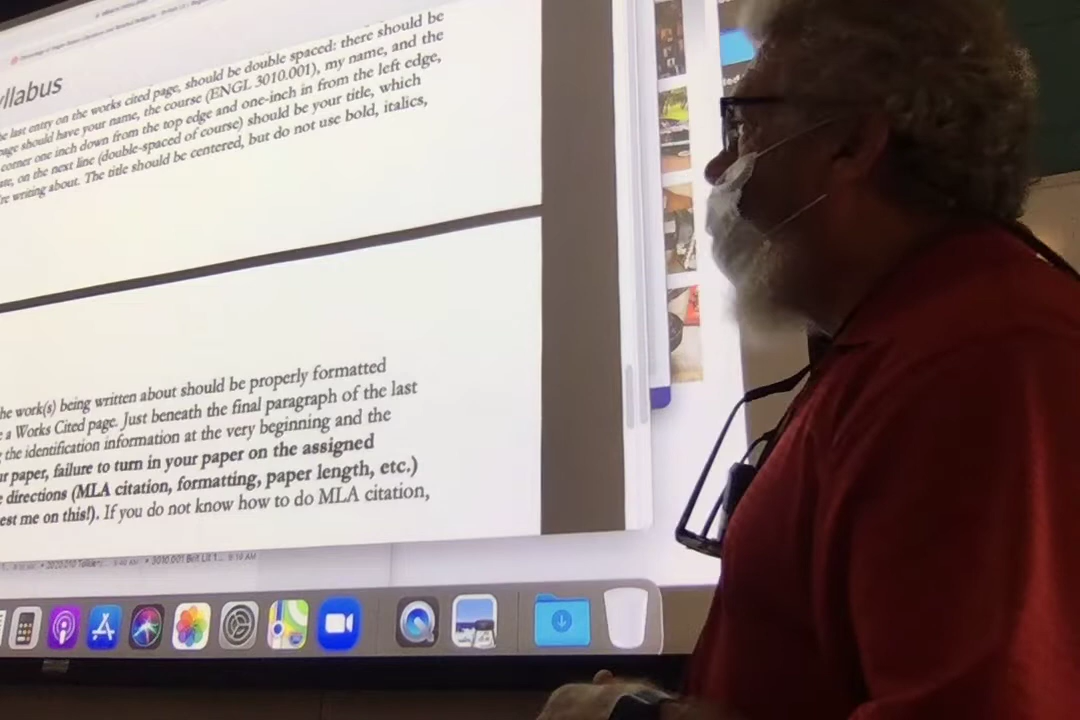 yllabus
he last entry on the works cited page, should be double spaced: there should be
age should have your name, the course (ENGL 3010.001), my name, and the
corner one inch down from the top edge and one-inch in from the left edge,
ate, on the next line (double-spaced of course) should be your title, which
're writing about. The title should be centered, but do not use bold, italics,
he work(s) being written about should be properly formatted
e a Works Cited page. Just beneath the final paragraph of the last
g the identification information at the very beginning and the
ur paper, failure to turn in your paper on the assigned
e directions (MLA citation, formatting, paper length, etc.)
est me on this!). If you do not know how to do MLA citation,